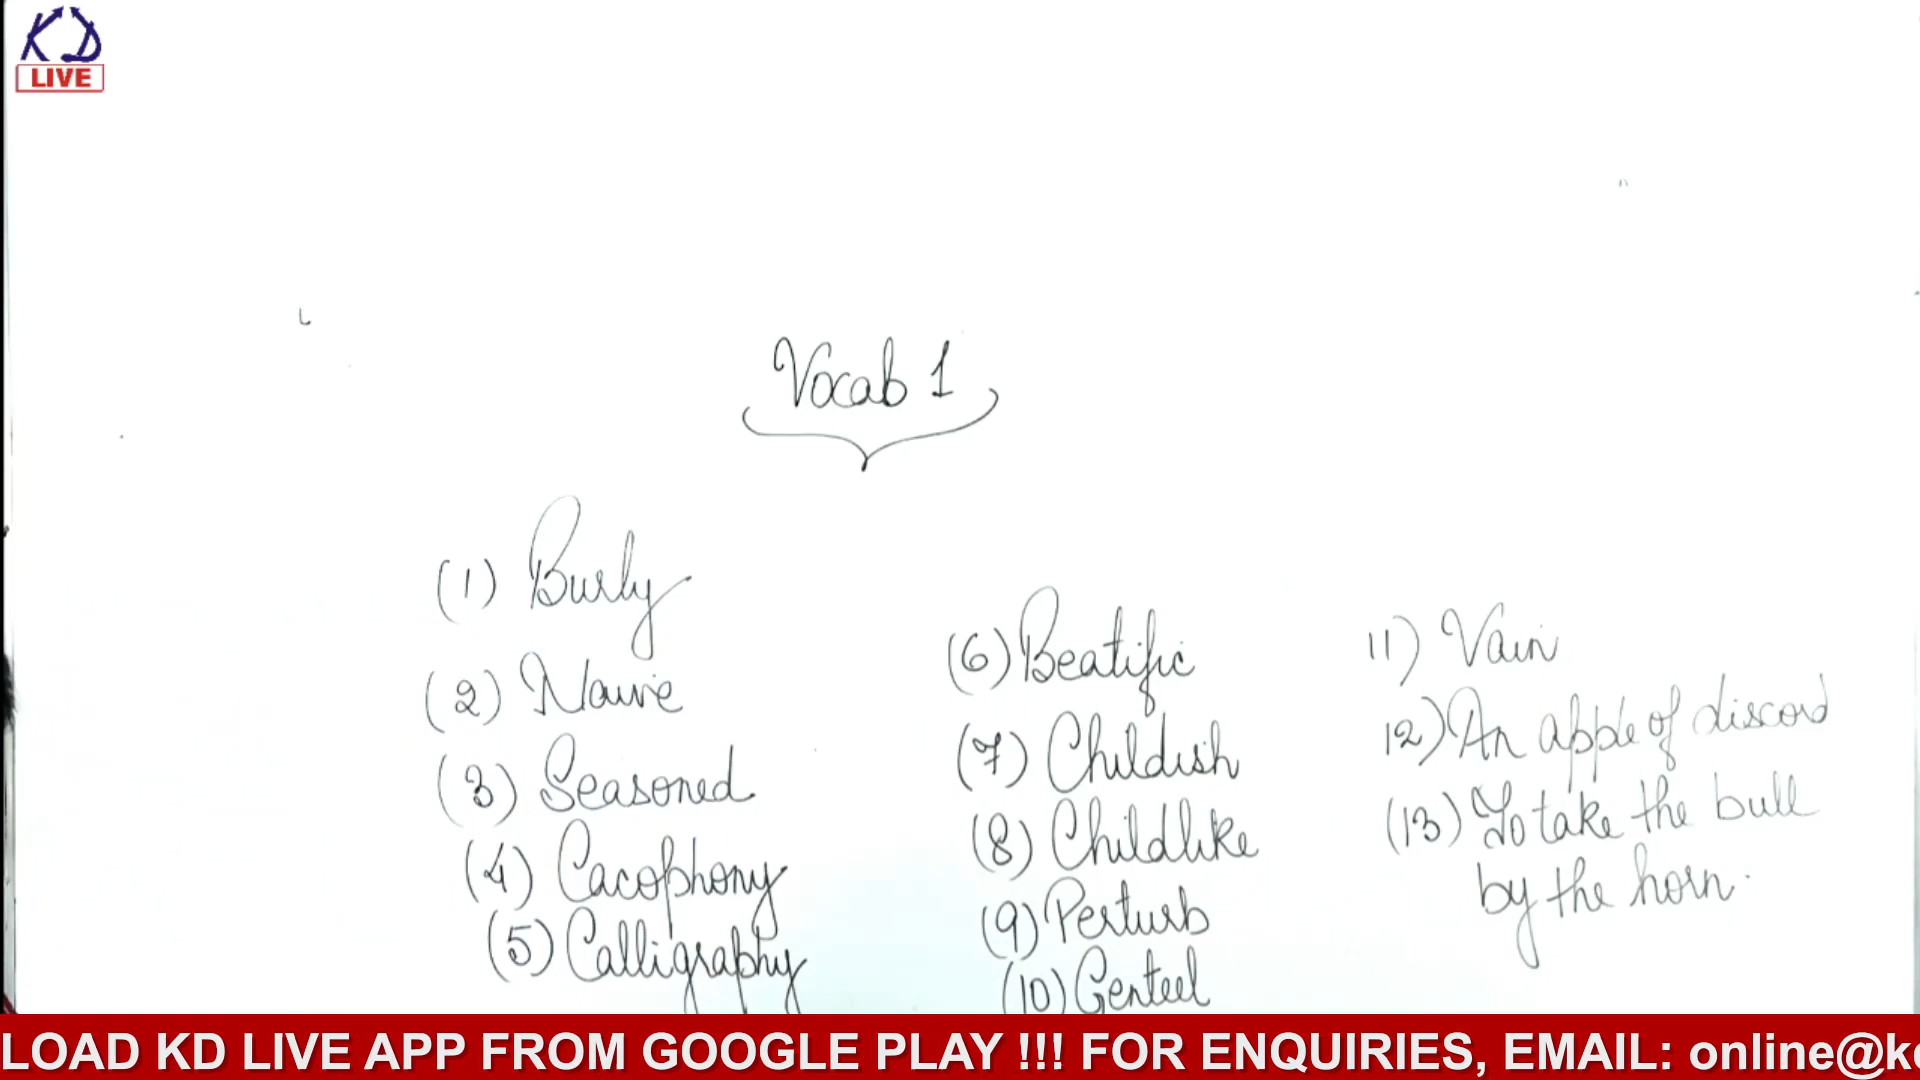 KD
LIVE
Vocab 1
(1) Burly
(2) Naive
(3) Seasoned
(4) Cacophony
(5) Calligraphy
(6) Beatific
(7) Childish
(8) Childlike
(9) Perturb
(10) Genteel
11) Vain
12) An apple of discord
(13) To take the bull
by the horn.
LOAD KD LIVE APP FROM GOOGLE PLAY !!! FOR ENQUIRIES, EMAIL: online@k